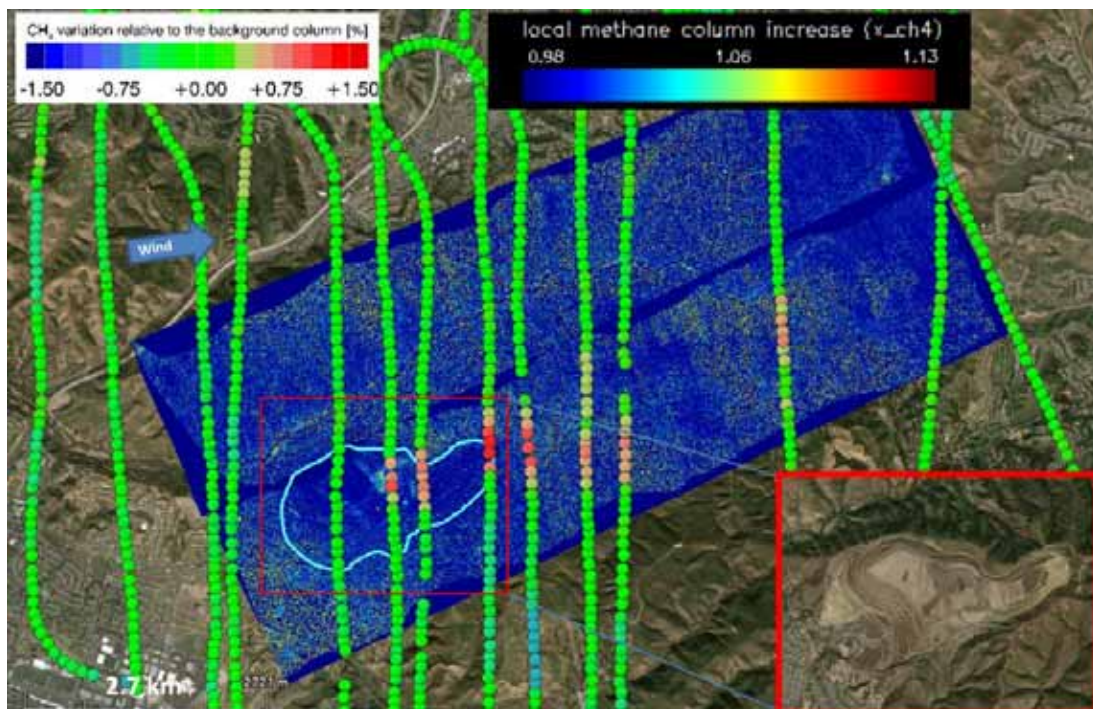 CH₄ variation relative to the background column [%]
-1.50 -0.75 +0.00 +0.75 +1.50
local methane column increase (x_ch4)
0.98 1.06 1.13
Wind
2.7 km